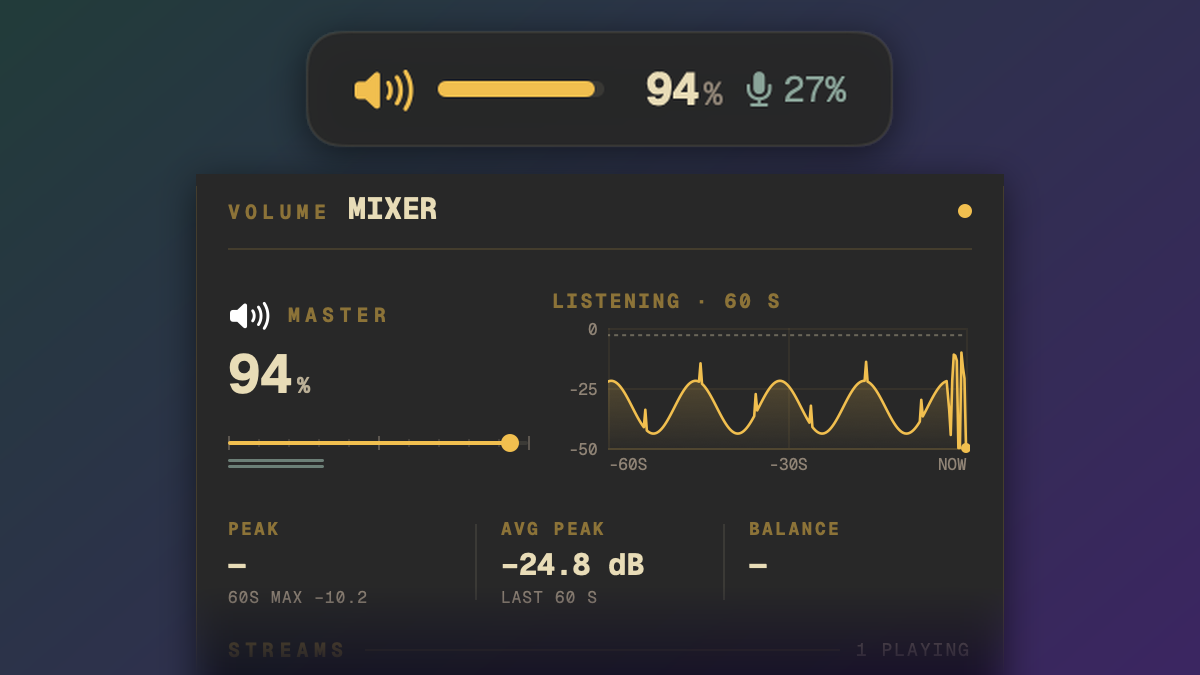 94% 27%
VOLUME MIXER
MASTER
94%
LISTENING · 60 S
0
-25
-50
-60S -30S NOW
PEAK
–
60S MAX -10.2
AVG PEAK
-24.8 dB
LAST 60 S
BALANCE
–
STREAMS 1 PLAYING